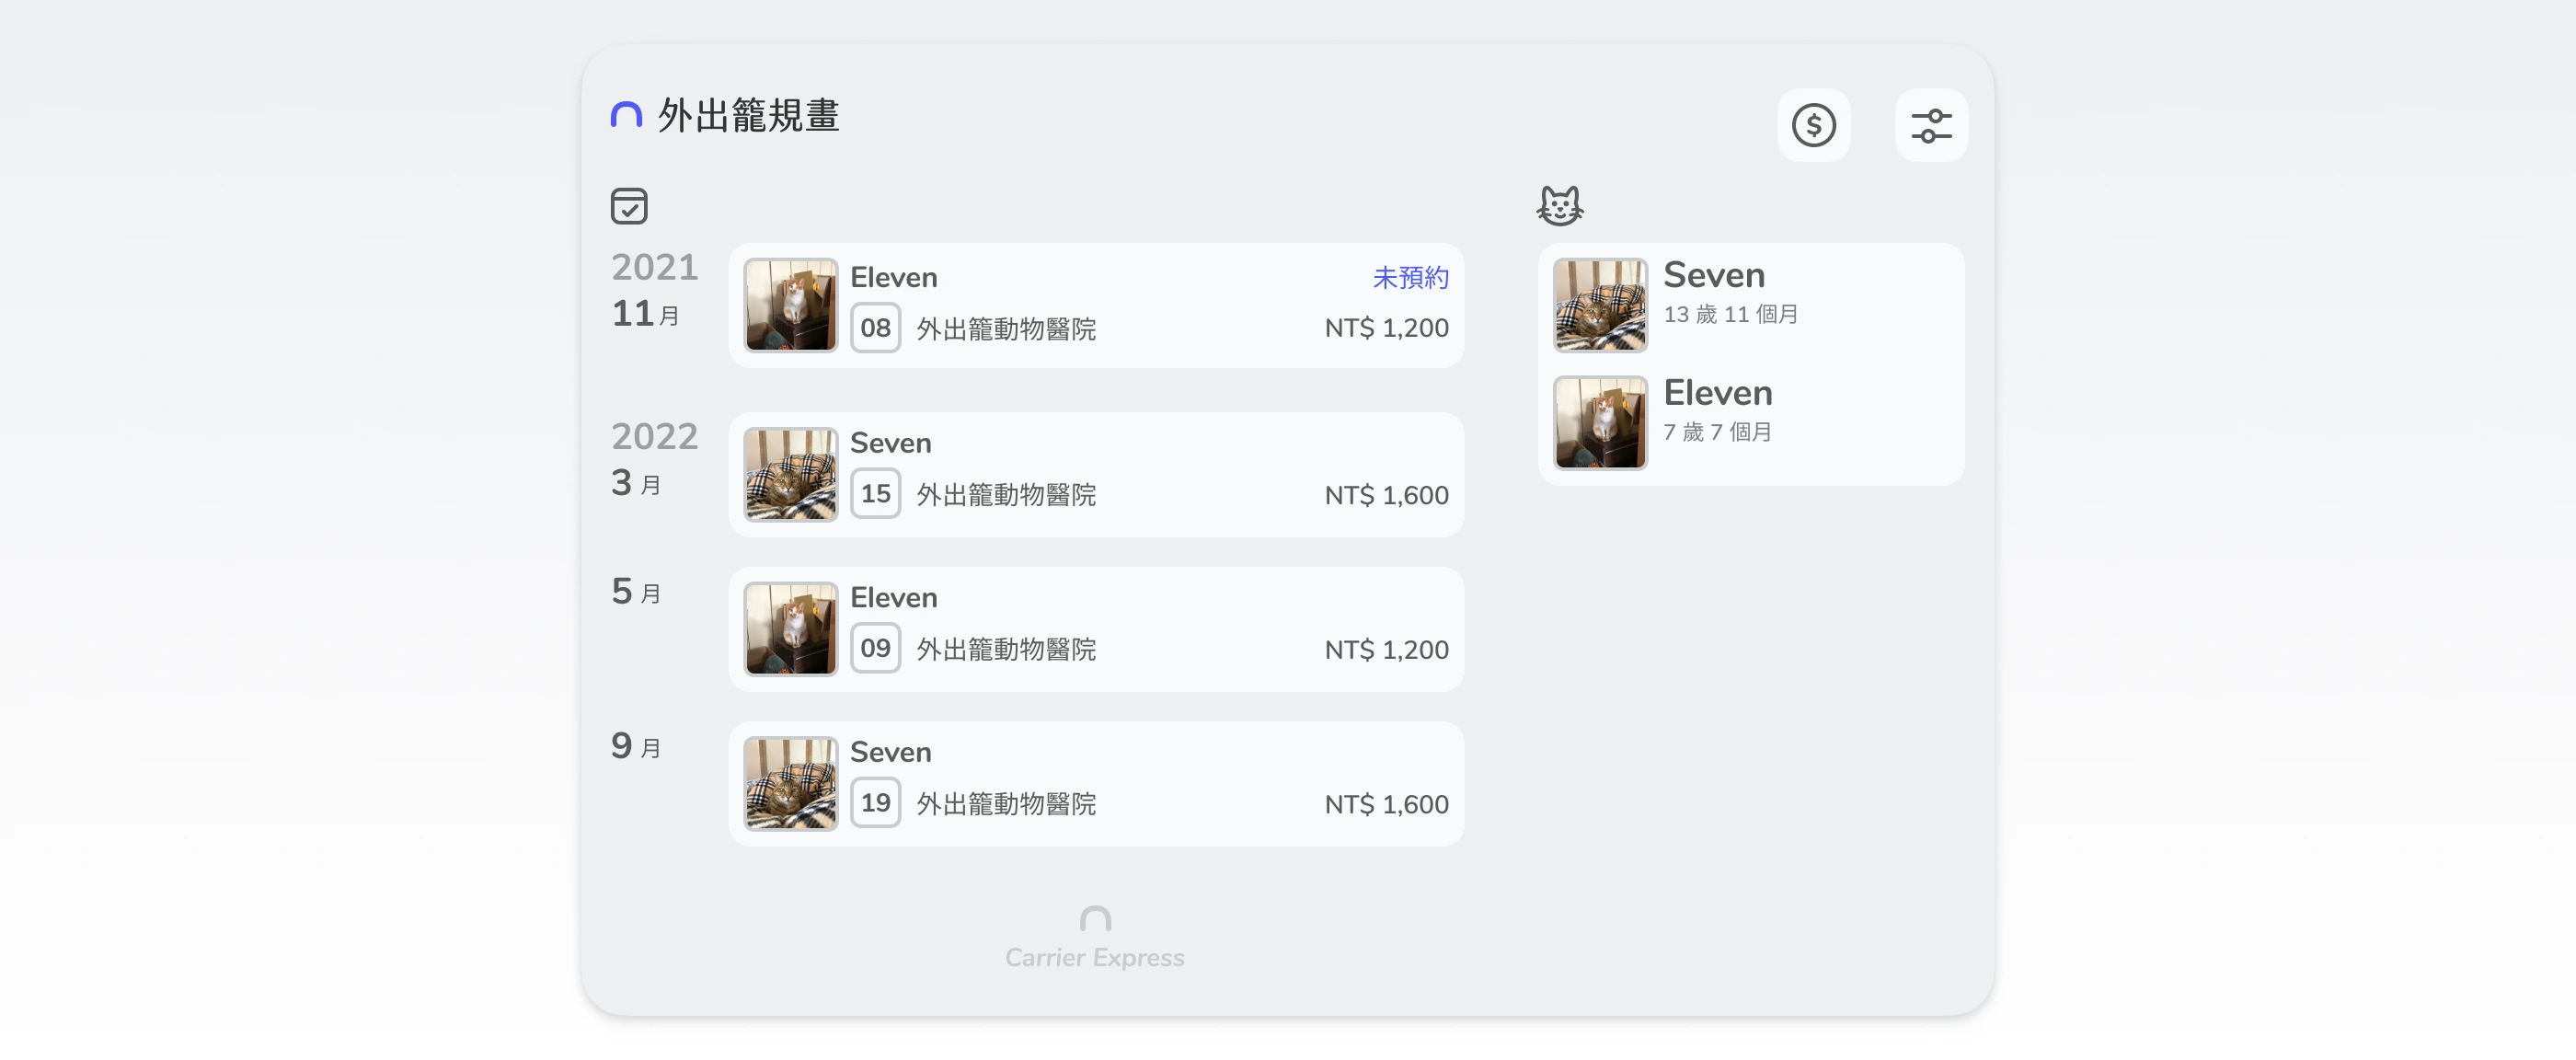 外出籠規畫
2021
11 月
Eleven
未預約
08 外出籠動物醫院 NT$ 1,200
2022
3 月
Seven
15 外出籠動物醫院 NT$ 1,600
5 月
Eleven
09 外出籠動物醫院 NT$ 1,200
9 月
Seven
19 外出籠動物醫院 NT$ 1,600
Seven
13 歲 11 個月
Eleven
7 歲 7 個月
Carrier Express